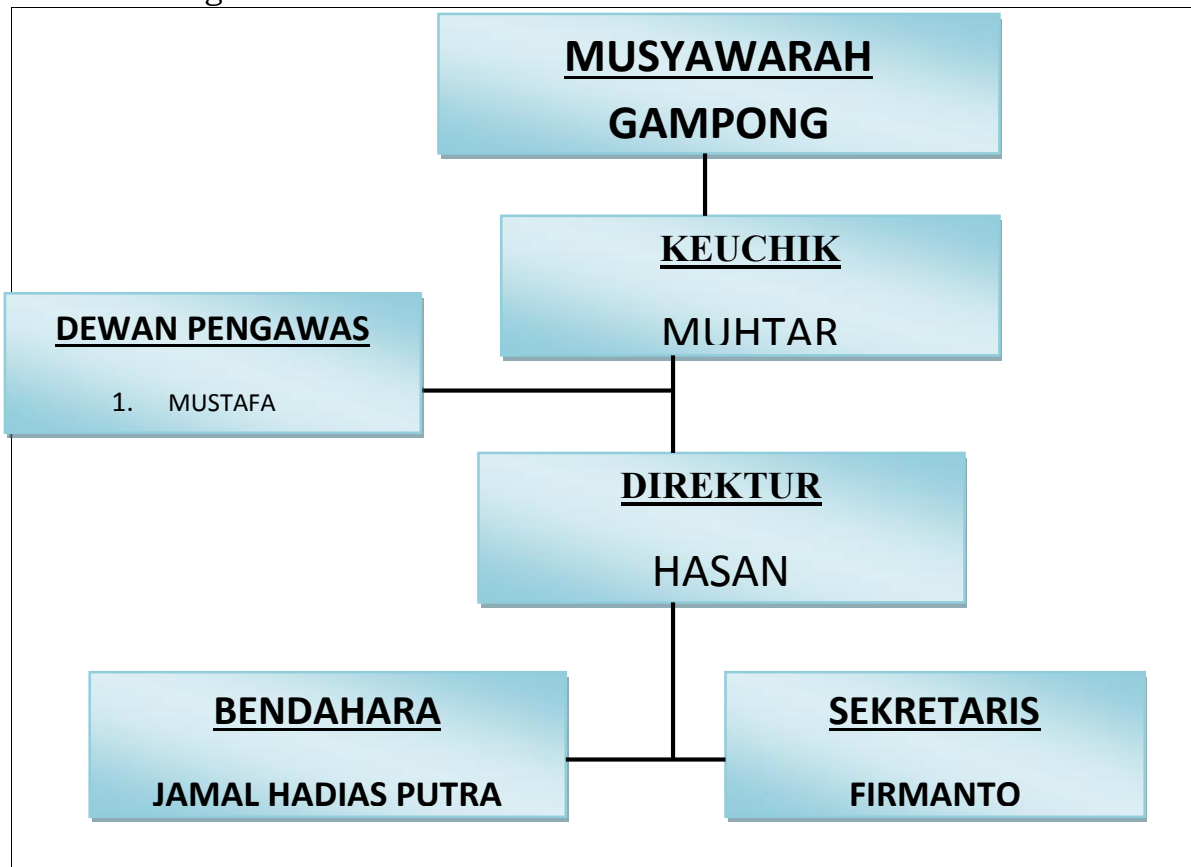 MUSYAWARAH
GAMPONG
KEUCHIK
MUHTAR
DEWAN PENGAWAS
1. MUSTAFA
DIREKTUR
HASAN
BENDAHARA
JAMAL HADIAS PUTRA
SEKRETARIS
FIRMANTO